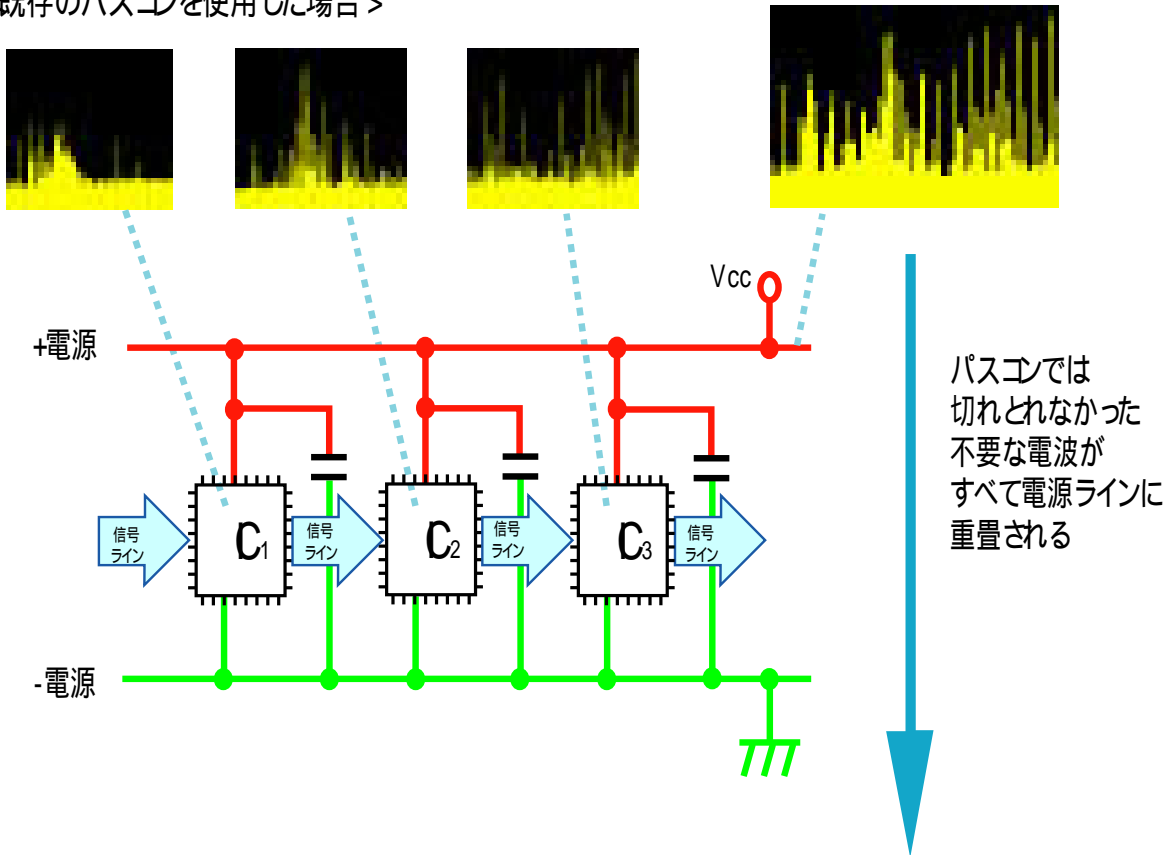 既存のパスコンを使用した場合>
Vcc
+電源
パスコンでは
切れとれなかった
不要な電波が
すべて電源ラインに
重畳される
信号
ライン
IC1
信号
ライン
IC2
信号
ライン
IC3
信号
ライン
-電源